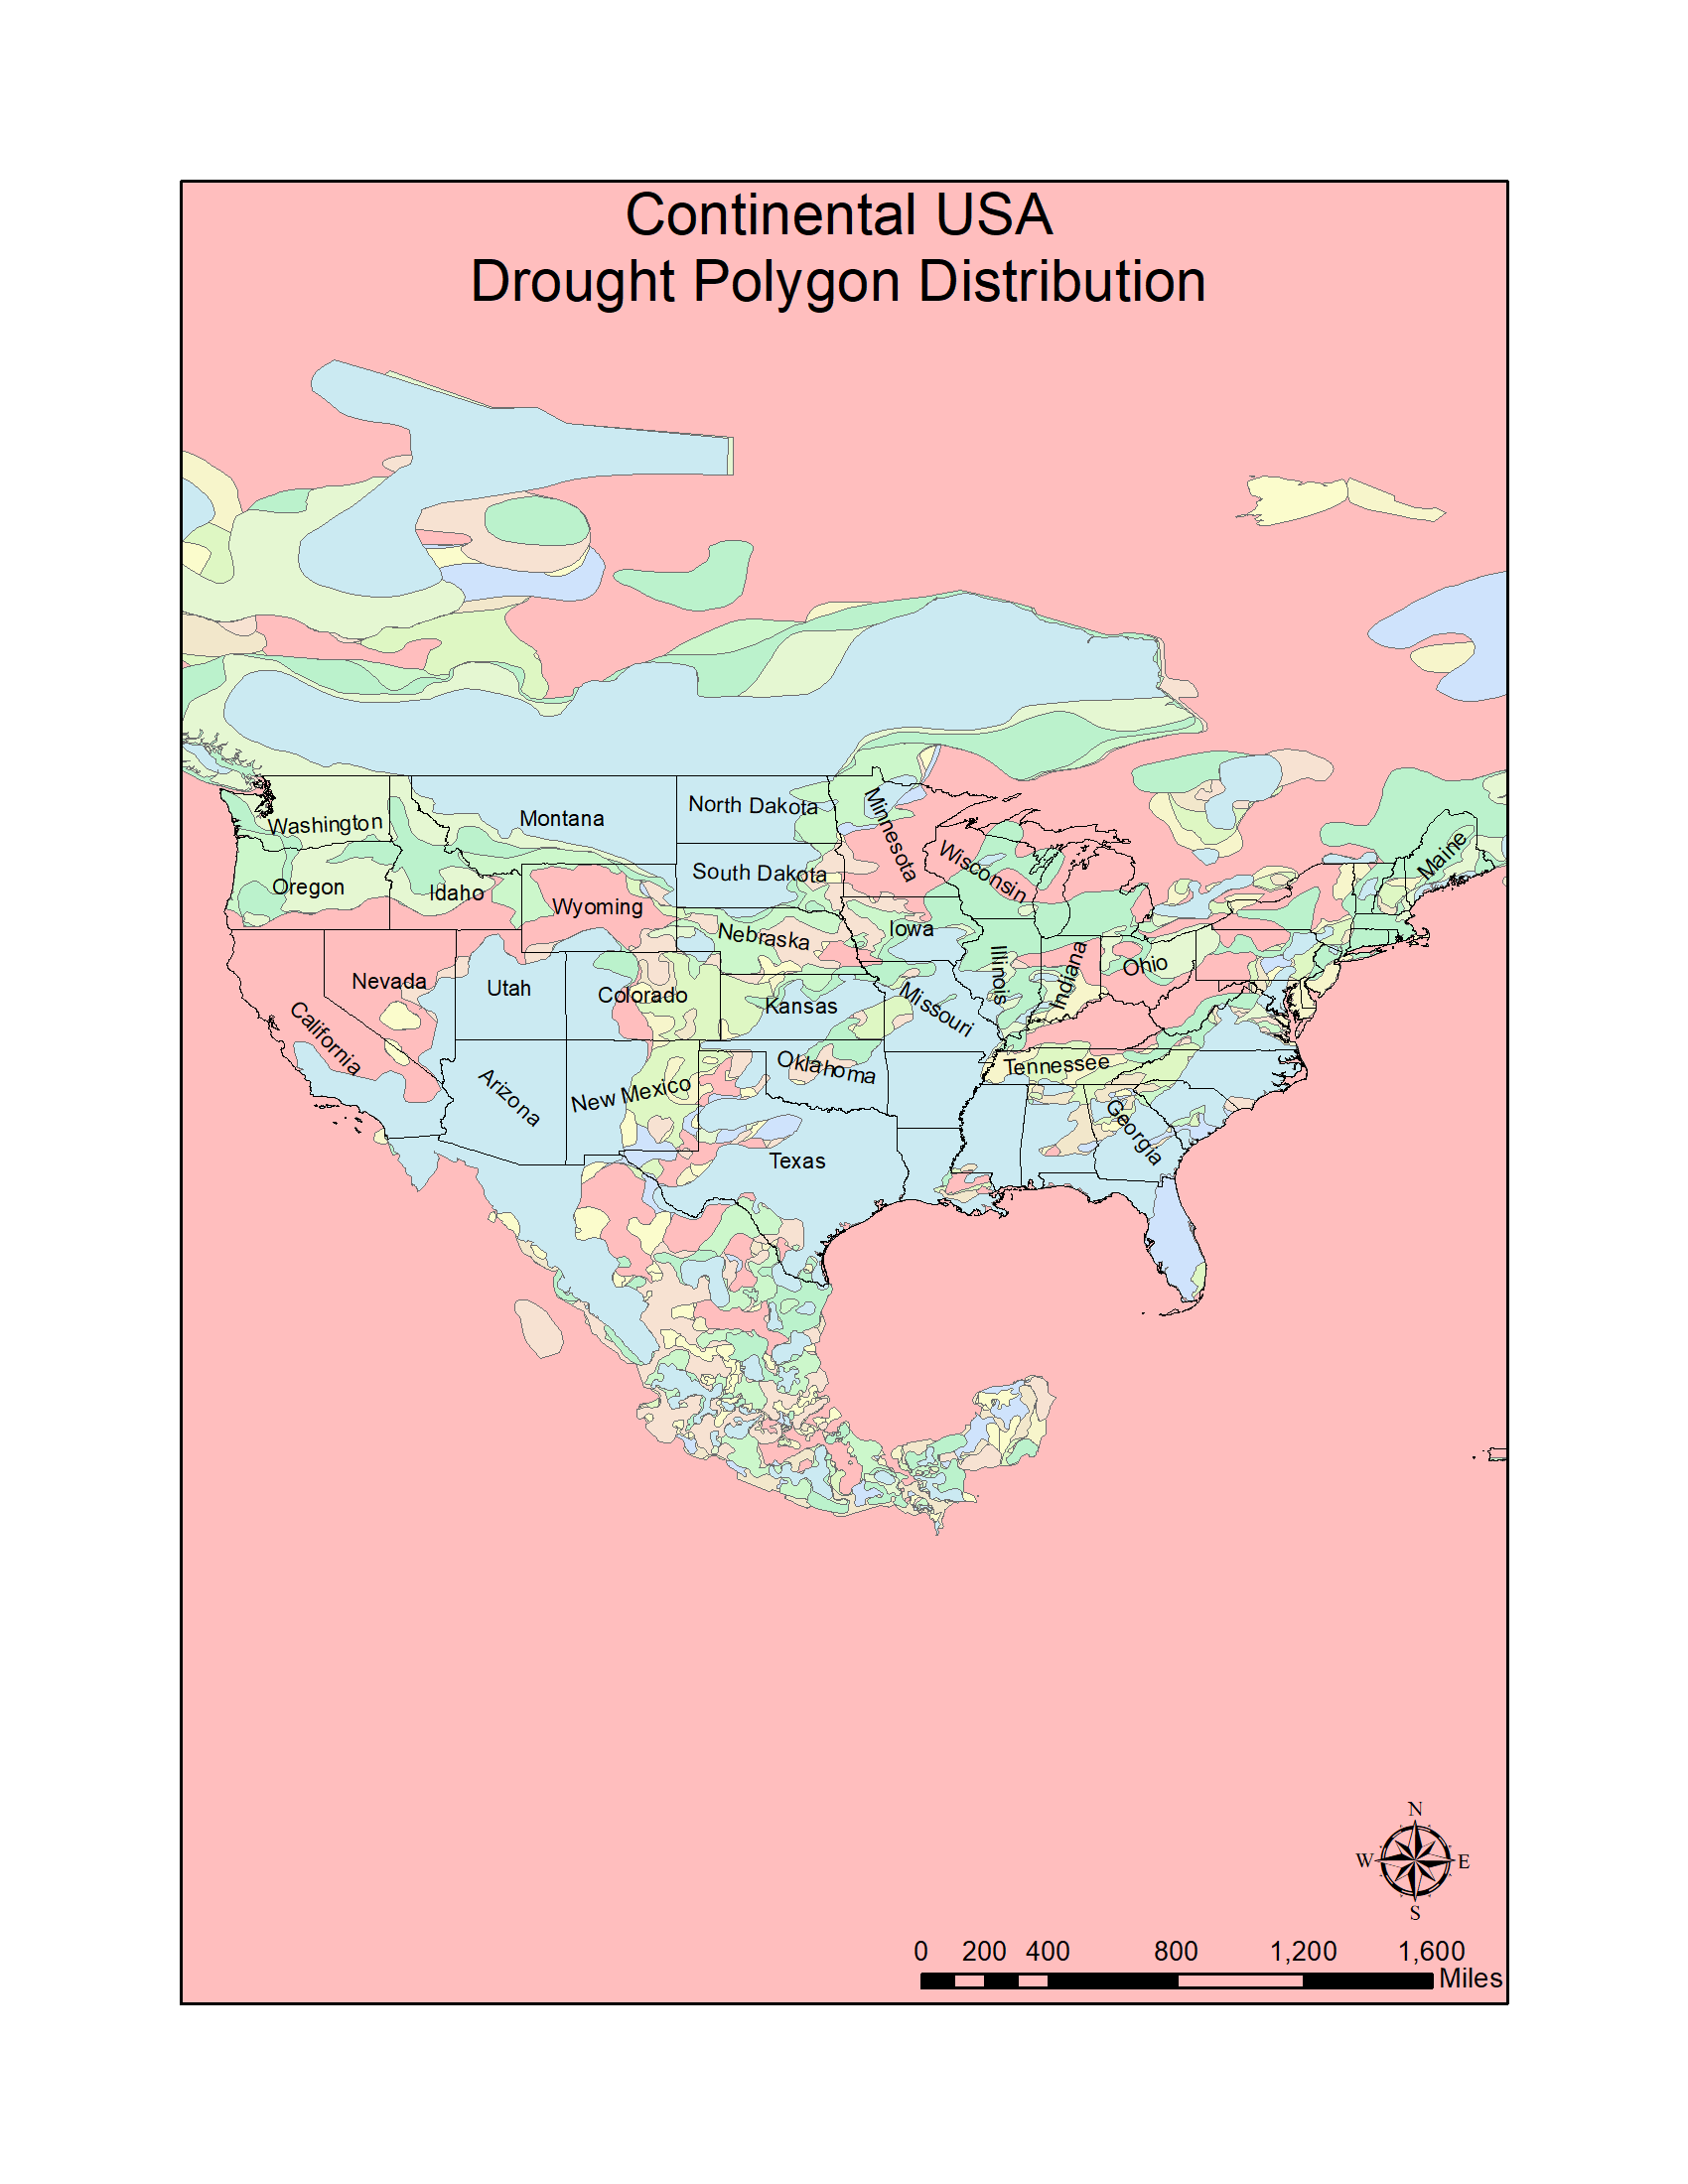 Continental USA
Drought Polygon Distribution
Washington
Montana
North Dakota
Minnesota
Maine
Oregon
Idaho
Wyoming
South Dakota
Wisconsin
Nebraska
Iowa
Nevada
Utah
Colorado
Kansas
Missouri
Illinois
Indiana
Ohio
California
Arizona
New Mexico
Oklahoma
Tennessee
Texas
Georgia
N
W E
S
0 200 400 800 1,200 1,600
Miles